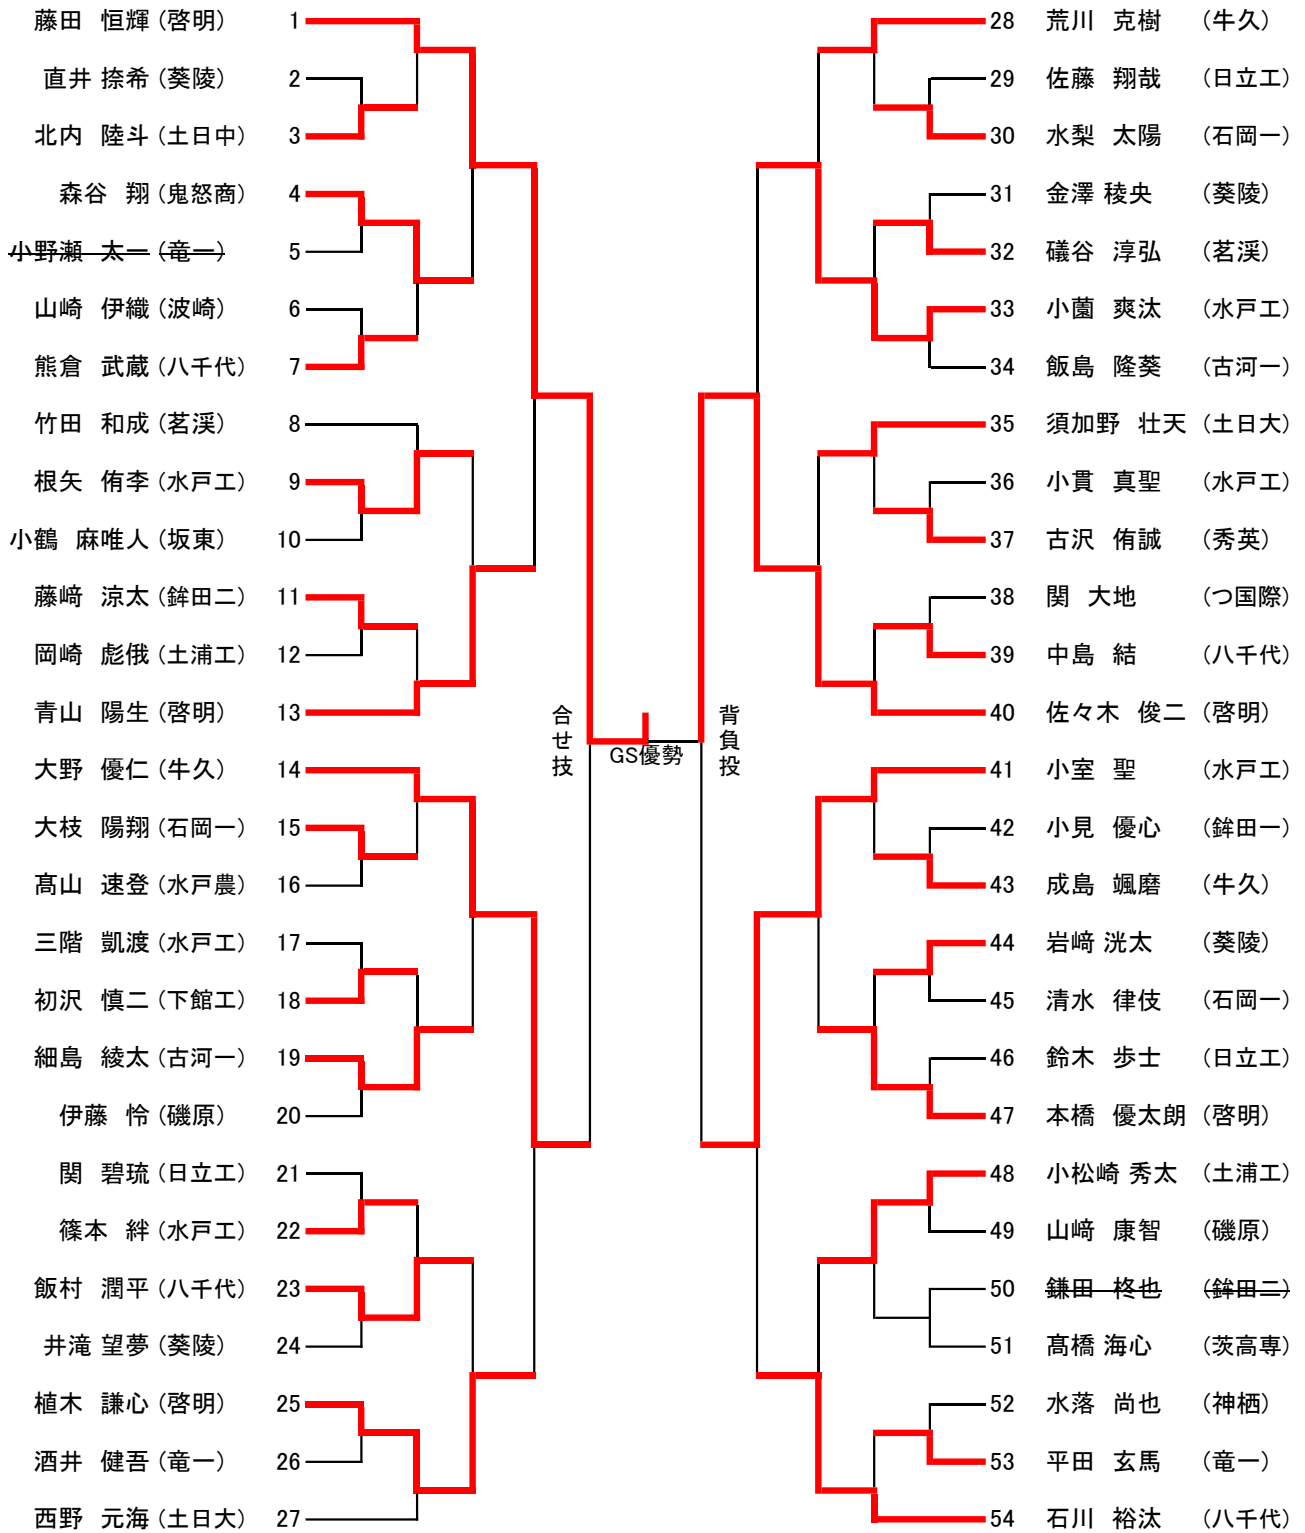 藤田 恒輝 (啓明) 1
直井 捺希 (葵陵) 2
北内 陸斗 (土日中) 3
森谷 翔 (鬼怒商) 4
小野瀬 太一 (竜一) 5
山崎 伊織 (波崎) 6
熊倉 武蔵 (八千代) 7
竹田 和成 (茗渓) 8
根矢 侑李 (水戸工) 9
小鶴 麻唯人 (坂東) 10
藤﨑 涼太 (鉾田二) 11
岡崎 彪俄 (土浦工) 12
青山 陽生 (啓明) 13
大野 優仁 (牛久) 14
大枝 陽翔 (石岡一) 15
髙山 速登 (水戸農) 16
三階 凱渡 (水戸工) 17
初沢 慎二 (下館工) 18
細島 綾太 (古河一) 19
伊藤 怜 (磯原) 20
関 碧琉 (日立工) 21
篠本 絆 (水戸工) 22
飯村 潤平 (八千代) 23
井滝 望夢 (葵陵) 24
植木 謙心 (啓明) 25
酒井 健吾 (竜一) 26
西野 元海 (土日大) 27
合せ技
GS優勢
背負投
28 荒川 克樹 (牛久)
29 佐藤 翔哉 (日立工)
30 水梨 太陽 (石岡一)
31 金澤 稜央 (葵陵)
32 礒谷 淳弘 (茗渓)
33 小薗 爽汰 (水戸工)
34 飯島 隆葵 (古河一)
35 須加野 壮天 (土日大)
36 小貫 真聖 (水戸工)
37 古沢 侑誠 (秀英)
38 関 大地 (つ国際)
39 中島 結 (八千代)
40 佐々木 俊二 (啓明)
41 小室 聖 (水戸工)
42 小見 優心 (鉾田一)
43 成島 颯磨 (牛久)
44 岩﨑 洸太 (葵陵)
45 清水 律伎 (石岡一)
46 鈴木 歩士 (日立工)
47 本橋 優太朗 (啓明)
48 小松崎 秀太 (土浦工)
49 山﨑 康智 (磯原)
50 鎌田 柊也 (鉾田二)
51 髙橋 海心 (茨高専)
52 水落 尚也 (神栖)
53 平田 玄馬 (竜一)
54 石川 裕汰 (八千代)